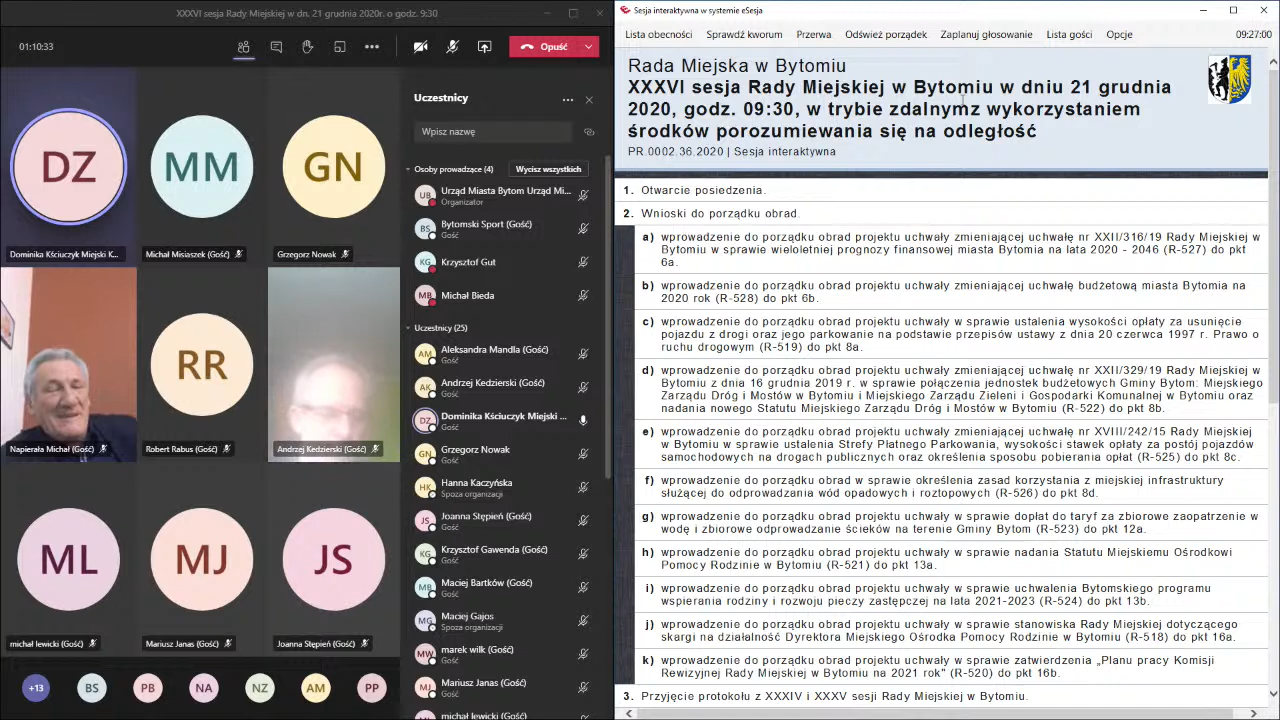 XXXVI sesja Rady Miejskiej w dn. 21 grudnia 2020r. o godz. 9:30
01:10:33
Opuść
DZ
Dominika Kściuczyk Miejski K...
MM
Michał Misiaszek (Gość)
GN
Grzegorz Nowak
Napierała Michał (Gość)
RR
Robert Rabus (Gość)
Andrzej Kedzierski (Gość)
ML
michał lewicki (Gość)
MJ
Mariusz Janas (Gość)
JS
Joanna Stępień (Gość)
+13
BS
PB
NA
NZ
AM
PP
Uczestnicy
Wpisz nazwę
Osoby prowadzące (4)
Wycisz wszystkich
UB
Urząd Miasta Bytom Urząd Mi...
Organizator
BS
Bytomski Sport (Gość)
Gość
KG
Krzysztof Gut
MB
Michał Bieda
Uczestnicy (25)
AM
Aleksandra Mandla (Gość)
Gość
AK
Andrzej Kedzierski (Gość)
Gość
DZ
Dominika Kściuczyk Miejski ...
Gość
GN
Grzegorz Nowak
Gość
HK
Hanna Kaczyńska
Spoza organizacji
JS
Joanna Stępień (Gość)
Gość
KG
Krzysztof Gawenda (Gość)
Gość
MB
Maciej Bartków (Gość)
Gość
MG
Maciej Gajos
Spoza organizacji
MW
marek wilk (Gość)
Gość
MJ
Mariusz Janas (Gość)
Gość
michał lewicki (Gość)
Sesja interaktywna w systemie eSesja
Lista obecności Sprawdź kworum Przerwa Odśwież porządek Zaplanuj głosowanie Lista gości Opcje 09:27:00
Rada Miejska w Bytomiu
XXXVI sesja Rady Miejskiej w Bytomiu w dniu 21 grudnia
2020, godz. 09:30, w trybie zdalnymz wykorzystaniem
środków porozumiewania się na odległość
PR.0002.36.2020 | Sesja interaktywna
1. Otwarcie posiedzenia.
2. Wnioski do porządku obrad.
a) wprowadzenie do porządku obrad projektu uchwały zmieniającej uchwałę nr XXII/316/19 Rady Miejskiej w
Bytomiu w sprawie wieloletniej prognozy finansowej miasta Bytomia na lata 2020 - 2046 (R-527) do pkt
6a.
b) wprowadzenie do porządku obrad projektu uchwały zmieniającej uchwałę budżetową miasta Bytomia na
2020 rok (R-528) do pkt 6b.
c) wprowadzenie do porządku obrad projektu uchwały w sprawie ustalenia wysokości opłaty za usunięcie
pojazdu z drogi oraz jego parkowanie na podstawie przepisów ustawy z dnia 20 czerwca 1997 r. Prawo o
ruchu drogowym (R-519) do pkt 8a.
d) wprowadzenie do porządku obrad projektu uchwały zmieniającej uchwałę nr XXII/329/19 Rady Miejskiej w
Bytomiu z dnia 16 grudnia 2019 r. w sprawie połączenia jednostek budżetowych Gminy Bytom: Miejskiego
Zarządu Dróg i Mostów w Bytomiu i Miejskiego Zarządu Zieleni i Gospodarki Komunalnej w Bytomiu oraz
nadania nowego Statutu Miejskiego Zarządu Dróg i Mostów w Bytomiu (R-522) do pkt 8b.
e) wprowadzenie do porządku obrad projektu uchwały zmieniającej uchwałę nr XVIII/242/15 Rady Miejskiej
w Bytomiu w sprawie ustalenia Strefy Płatnego Parkowania, wysokości stawek opłaty za postój pojazdów
samochodowych na drogach publicznych oraz określenia sposobu pobierania opłat (R-525) do pkt 8c.
f) wprowadzenie do porządku obrad w sprawie określenia zasad korzystania z miejskiej infrastruktury
służącej do odprowadzania wód opadowych i roztopowych (R-526) do pkt 8d.
g) wprowadzenie do porządku obrad projektu uchwały w sprawie dopłat do taryf za zbiorowe zaopatrzenie w
wodę i zbiorowe odprowadzanie ścieków na terenie Gminy Bytom (R-523) do pkt 12a.
h) wprowadzenie do porządku obrad projektu uchwały w sprawie nadania Statutu Miejskiemu Ośrodkowi
Pomocy Rodzinie w Bytomiu (R-521) do pkt 13a.
i) wprowadzenie do porządku obrad projektu uchwały w sprawie uchwalenia Bytomskiego programu
wspierania rodziny i rozwoju pieczy zastępczej na lata 2021-2023 (R-524) do pkt 13b.
j) wprowadzenie do porządku obrad projektu uchwały w sprawie stanowiska Rady Miejskiej dotyczącego
skargi na działalność Dyrektora Miejskiego Ośrodka Pomocy Rodzinie w Bytomiu (R-518) do pkt 16a.
k) wprowadzenie do porządku obrad projektu uchwały w sprawie zatwierdzenia „Planu pracy Komisji
Rewizyjnej Rady Miejskiej w Bytomiu na 2021 rok" (R-520) do pkt 16b.
3. Przyjęcie protokołu z XXXIV i XXXV sesji Rady Miejskiej w Bytomiu.